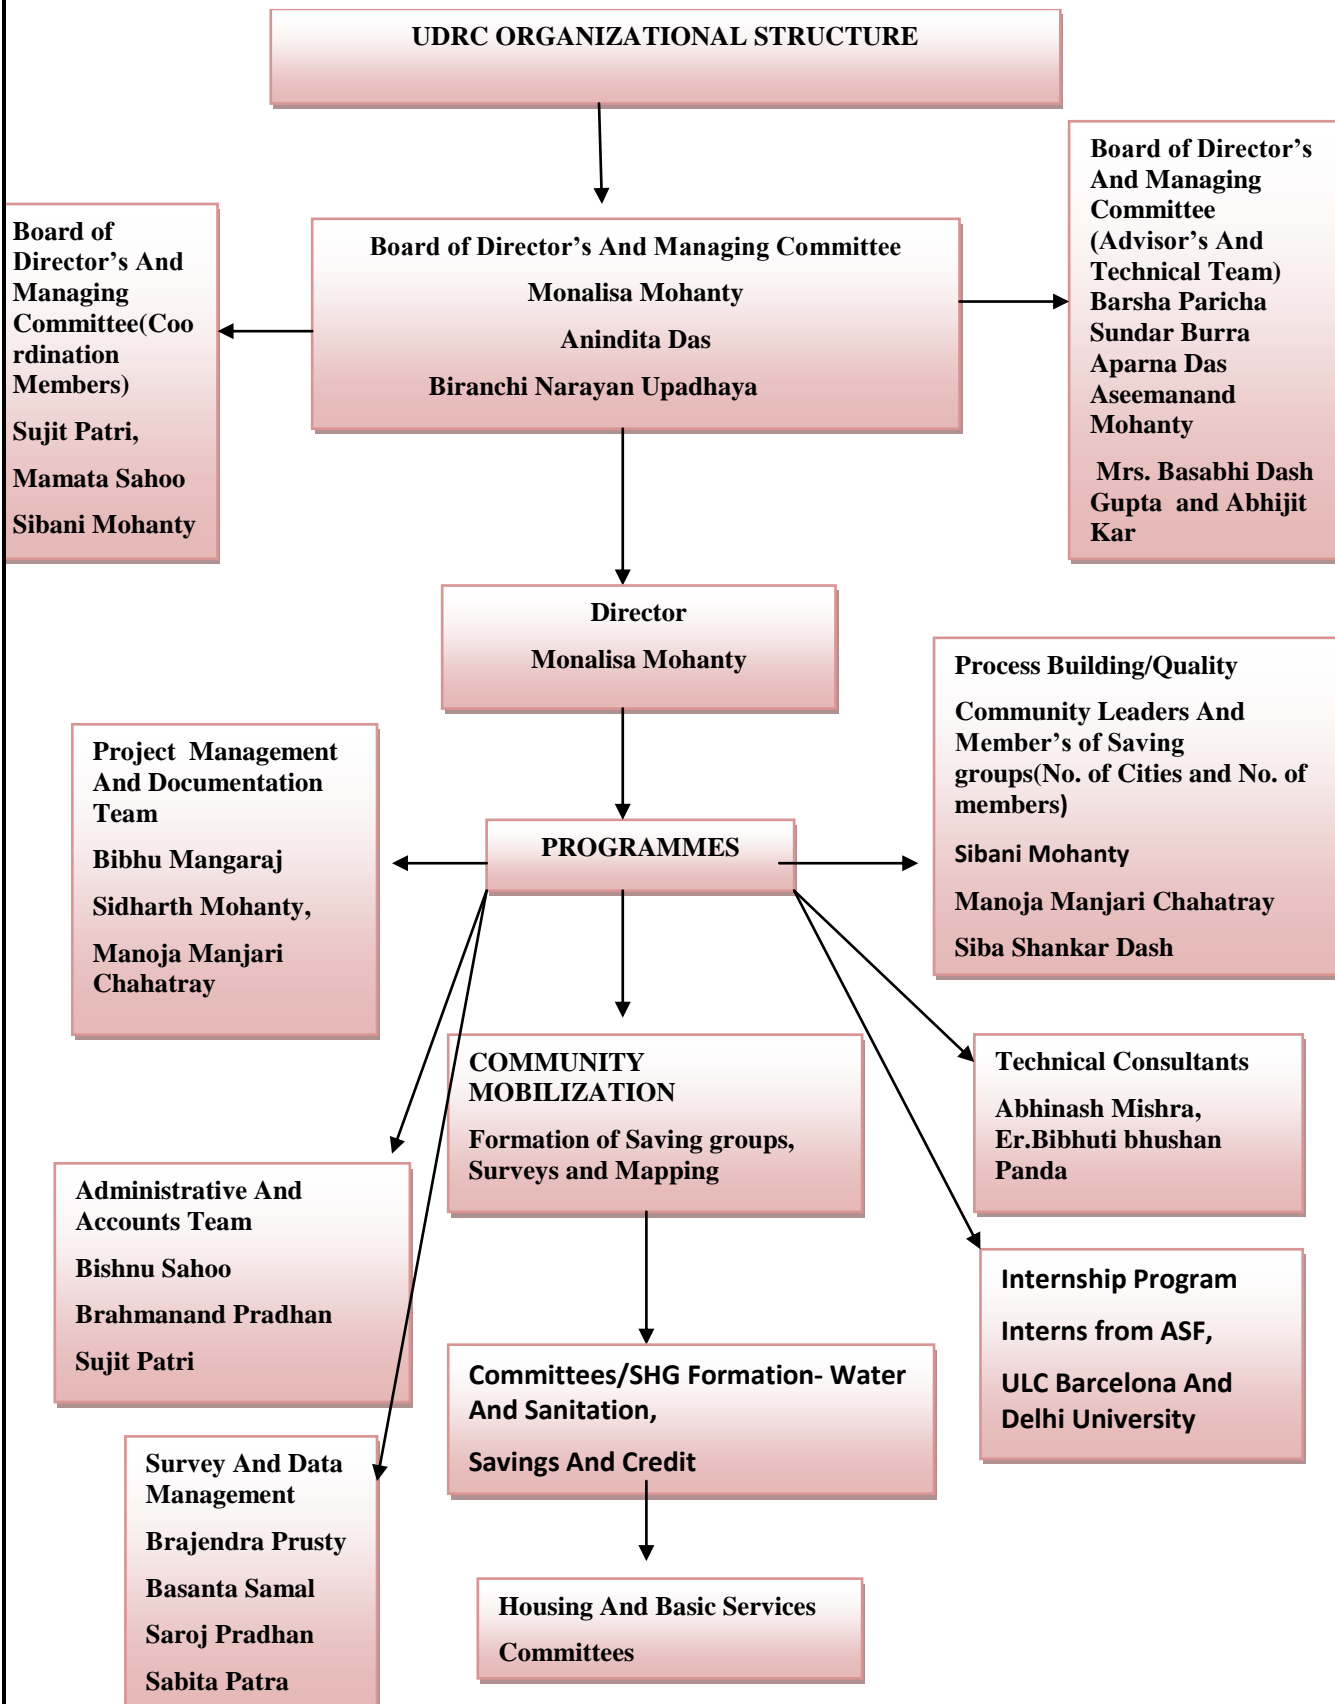 UDRC ORGANIZATIONAL STRUCTURE
Board of
Director’s And
Managing
Committee(Coo
rdination
Members)
Sujit Patri,
Mamata Sahoo
Sibani Mohanty
Board of Director’s And Managing Committee
Monalisa Mohanty
Anindita Das
Biranchi Narayan Upadhaya
Board of Director’s
And Managing
Committee
(Advisor’s And
Technical Team)
Barsha Paricha
Sundar Burra
Aparna Das
Aseemanand
Mohanty
Mrs. Basabhi Dash
Gupta and Abhijit
Kar
Director
Monalisa Mohanty
Project Management
And Documentation
Team
Bibhu Mangaraj
Sidharth Mohanty,
Manoja Manjari
Chahatray
PROGRAMMES
Process Building/Quality
Community Leaders And
Member’s of Saving
groups(No. of Cities and No. of
members)
Sibani Mohanty
Manoja Manjari Chahatray
Siba Shankar Dash
COMMUNITY
MOBILIZATION
Formation of Saving groups,
Surveys and Mapping
Technical Consultants
Abhinash Mishra,
Er.Bibhuti bhushan
Panda
Administrative And
Accounts Team
Bishnu Sahoo
Brahmanand Pradhan
Sujit Patri
Internship Program
Interns from ASF,
ULC Barcelona And
Delhi University
Committees/SHG Formation- Water
And Sanitation,
Savings And Credit
Survey And Data
Management
Brajendra Prusty
Basanta Samal
Saroj Pradhan
Sabita Patra
Housing And Basic Services
Committees